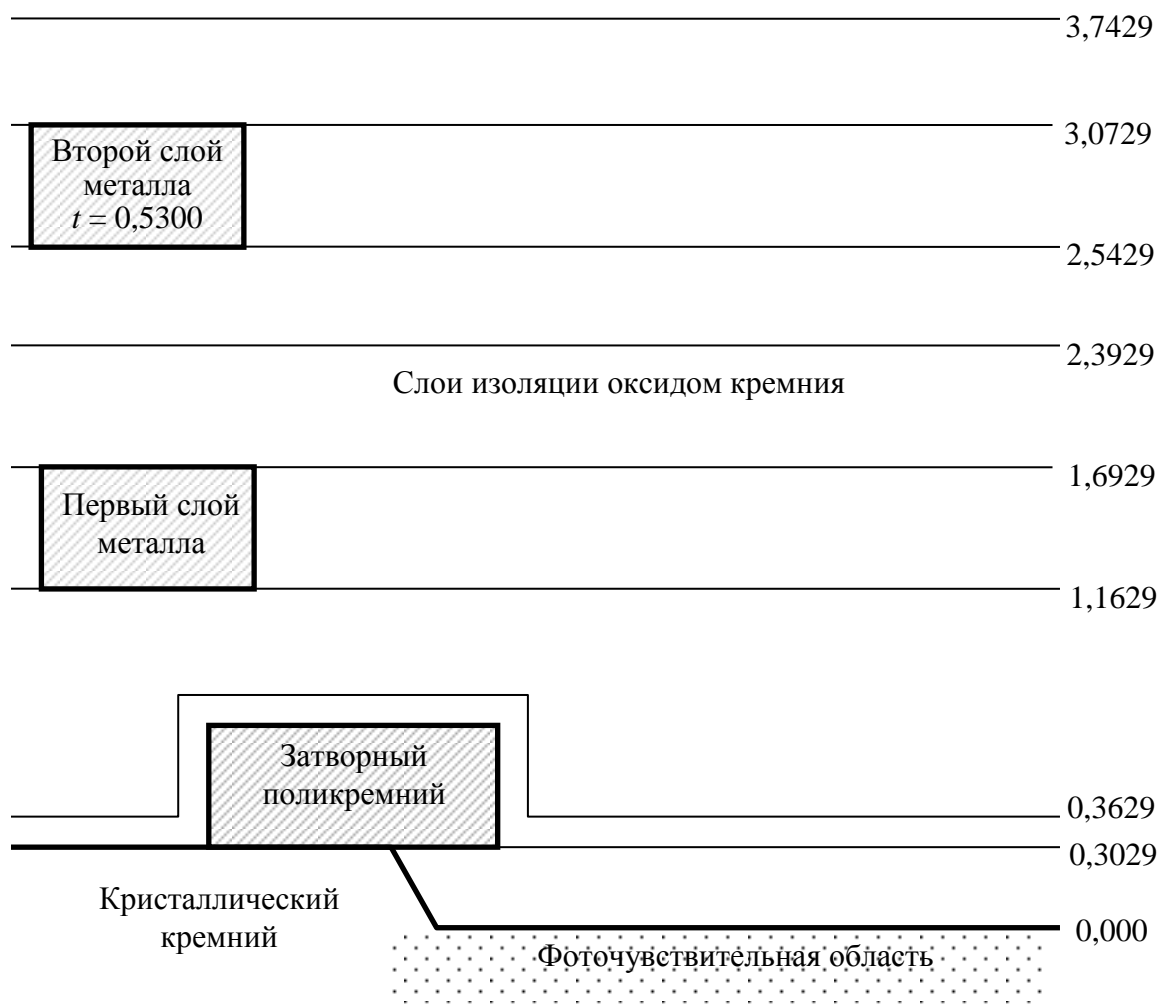 3,7429
3,0729
Второй слой
металла
t = 0,5300
2,5429
2,3929
Слои изоляции оксидом кремния
1,6929
Первый слой
металла
1,1629
Затворный
поликремний
0,3629
0,3029
Кристаллический
кремний
0,000
Фоточувствительная область